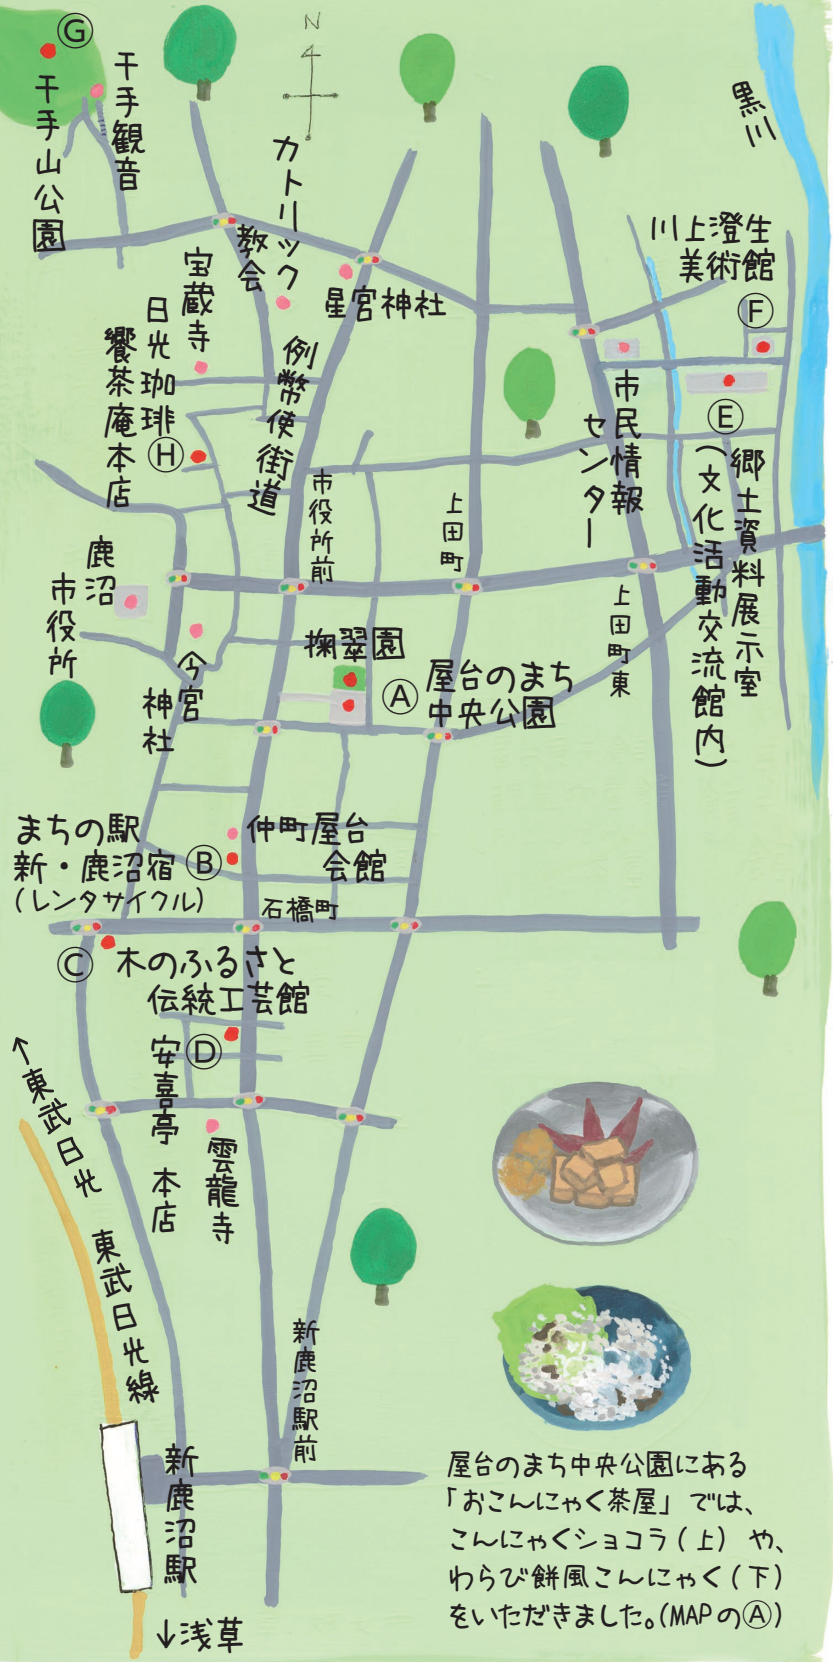 Ⓖ
N
千手山公園
千手観音
黒川
カトリック
教会
宝蔵寺
星宮神社
川上澄生
美術館
Ⓕ
日光珈琲
饗茶庵本店
Ⓗ
例幣使街道
市民情報
センター
Ⓔ
郷土資料展示室
(文化活動交流館内)
市役所前
上田町
鹿沼
市役所
上田町東
今宮
神社
掬翠園
Ⓐ
屋台のまち
中央公園
まちの駅
新・鹿沼宿
(レンタサイクル)
Ⓑ
仲町屋台
会館
石橋町
Ⓒ
木のふるさと
伝統工芸館
Ⓓ
安喜亭 本店
雲龍寺
↑東武日光
東武日光線
新鹿沼駅前
新鹿沼駅
↓浅草
屋台のまち中央公園にある
「おこんにゃく茶屋」では、
こんにゃくショコラ(上)や、
わらび餅風こんにゃく(下)
をいただきました。(MAPのⒶ)